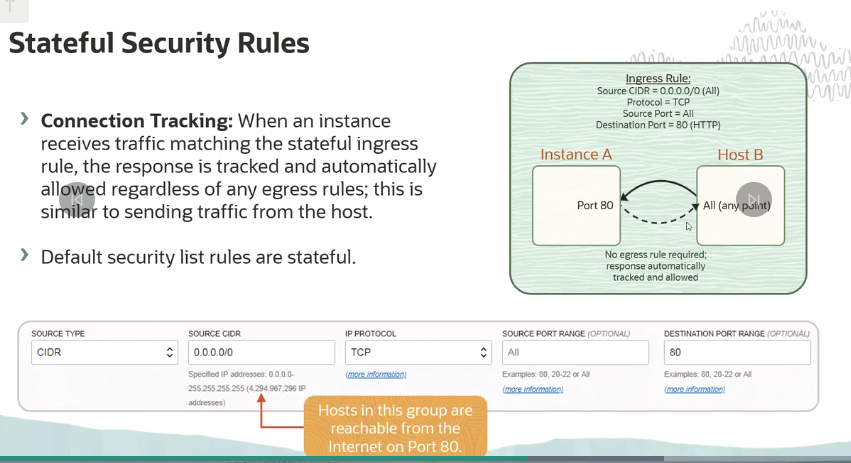 T
Stateful Security Rules
Connection Tracking: When an instance
receives traffic matching the stateful ingress
rule, the response is tracked and automatically
allowed regardless of any egress rules; this is
similar to sending traffic from the host.
Default security list rules are stateful.
Ingress Rule:
Source CIDR = 0.0.0.0/0 (All)
Protocol = TCP
Source Port = All
Destination Port = 80 (HTTP)
Instance A
Host B
Port 80
All (any point)
No egress rule required;
response automatically
tracked and allowed
SOURCE TYPE
CIDR
SOURCE CIDR
0.0.0.0/0
Specified IP addresses: 0.0.0.0-
255.255.255.255 (4,294,967,296 IP
addresses)
IP PROTOCOL
TCP
(more information)
SOURCE PORT RANGE (OPTIONAL)
All
Examples: 80, 20-22 or All
(more information)
DESTINATION PORT RANGE (OPTIONAL)
80
Examples: 80, 20-22 or All
(more information)
Hosts in this group are
reachable from the
Internet on Port 80.